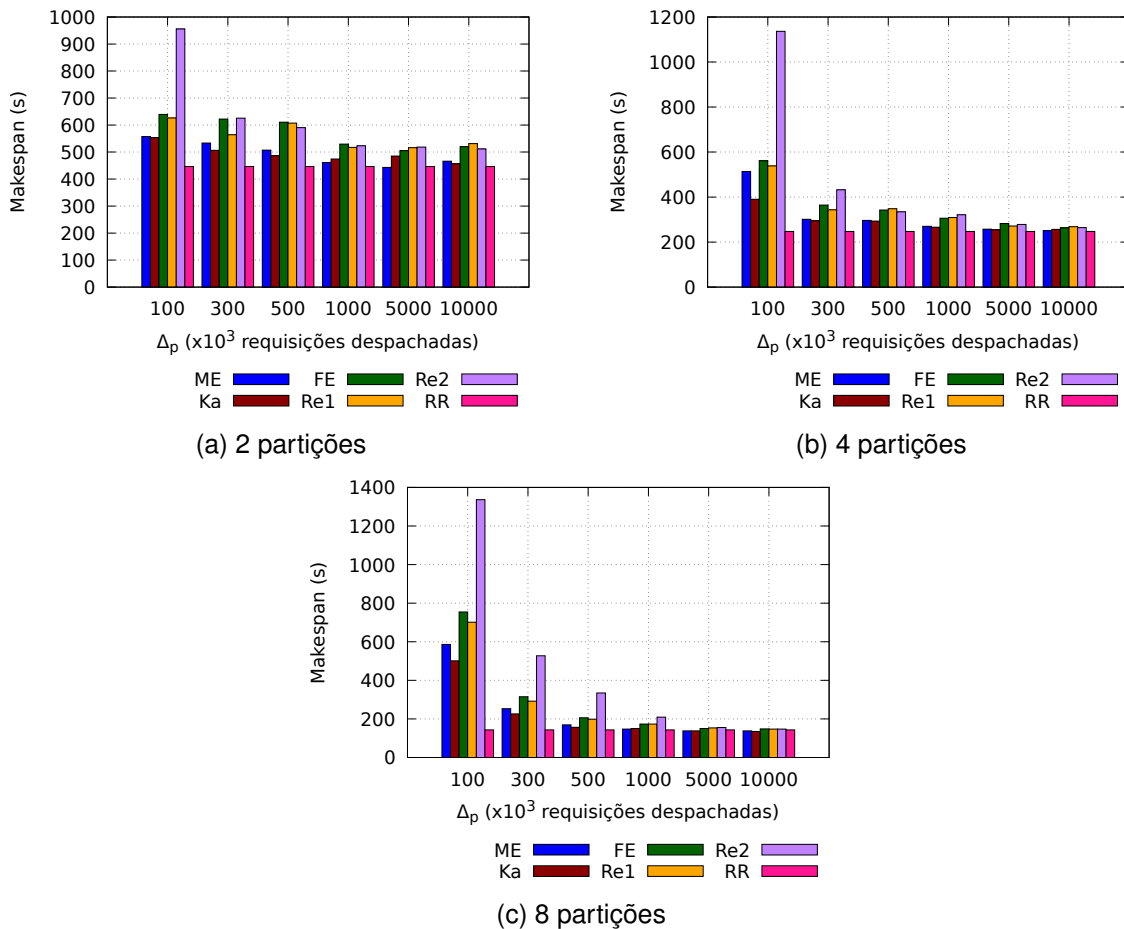 1000
900
800
700
600
500
400
300
200
100
0
Makespan (s)
100 300 500 1000 5000 10000
Δp (x10³ requisições despachadas)
ME FE Re2
Ka Re1 RR
(a) 2 partições
1200
1000
800
600
400
200
0
Makespan (s)
100 300 500 1000 5000 10000
Δp (x10³ requisições despachadas)
ME FE Re2
Ka Re1 RR
(b) 4 partições
1400
1200
1000
800
600
400
200
0
Makespan (s)
100 300 500 1000 5000 10000
Δp (x10³ requisições despachadas)
ME FE Re2
Ka Re1 RR
(c) 8 partições